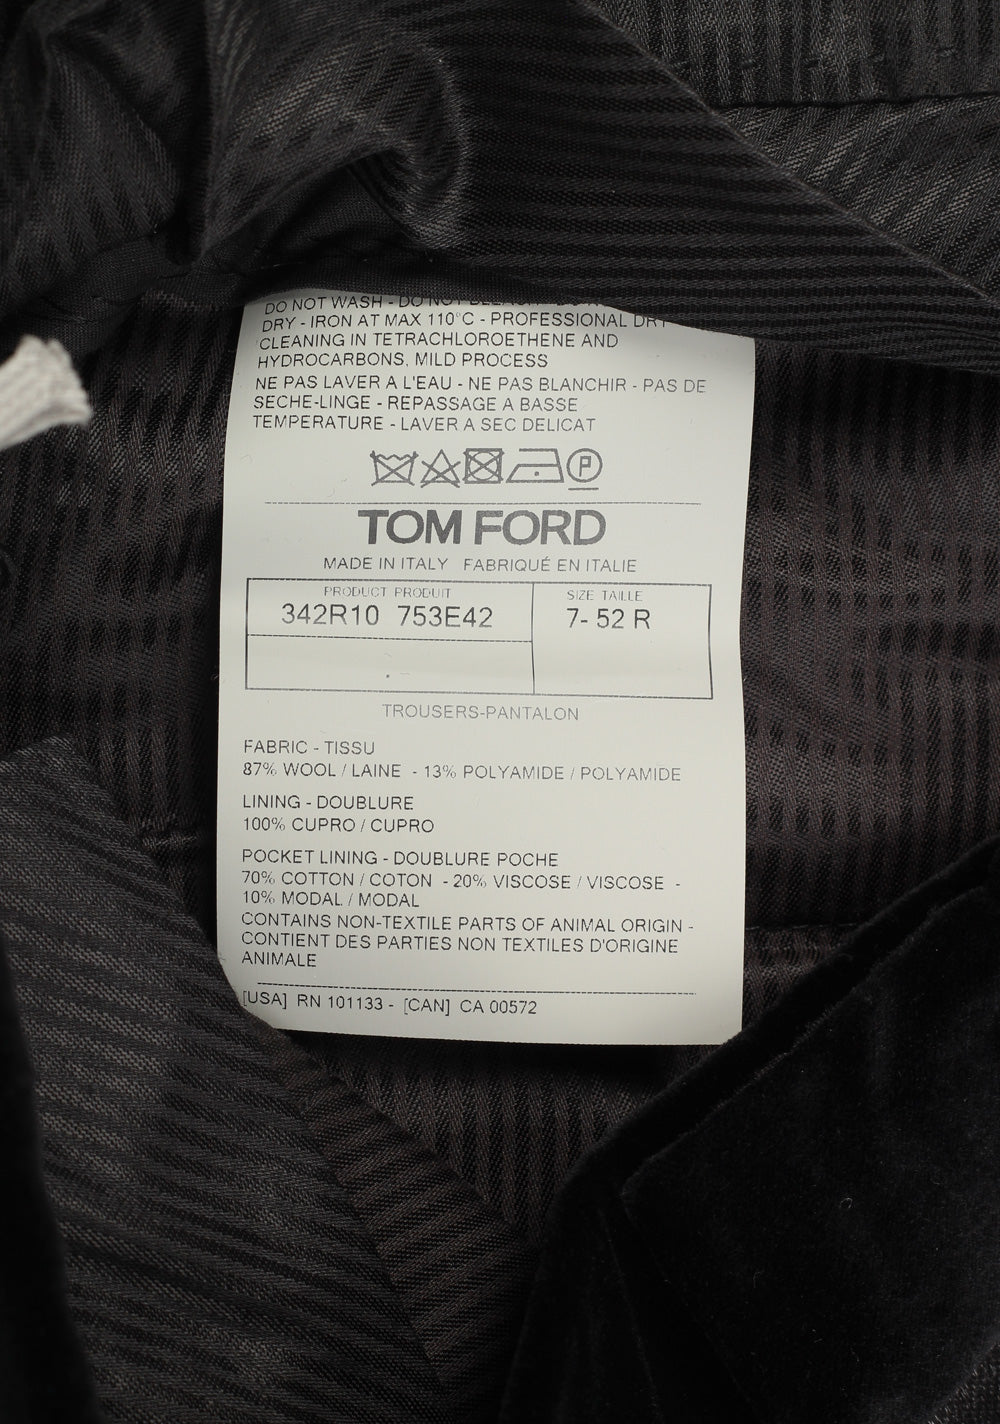 DO NOT WASH - DO NOT
DRY - IRON AT MAX 110°C - PROFESSIONAL DRY
CLEANING IN TETRACHLOROETHENE AND
HYDROCARBONS, MILD PROCESS
NE PAS LAVER A L'EAU - NE PAS BLANCHIR - PAS DE
SECHE-LINGE - REPASSAGE A BASSE
TEMPERATURE - LAVER A SEC DELICAT
P
TOM FORD
MADE IN ITALY FABRIQUÉ EN ITALIE
PRODUCT PRODUIT SIZE TAILLE
342R10 753E42 7- 52 R
TROUSERS-PANTALON
FABRIC - TISSU
87% WOOL / LAINE - 13% POLYAMIDE / POLYAMIDE
LINING - DOUBLURE
100% CUPRO / CUPRO
POCKET LINING - DOUBLURE POCHE
70% COTTON / COTON - 20% VISCOSE / VISCOSE -
10% MODAL / MODAL
CONTAINS NON-TEXTILE PARTS OF ANIMAL ORIGIN -
CONTIENT DES PARTIES NON TEXTILES D'ORIGINE
ANIMALE
[USA] RN 101133 - [CAN] CA 00572